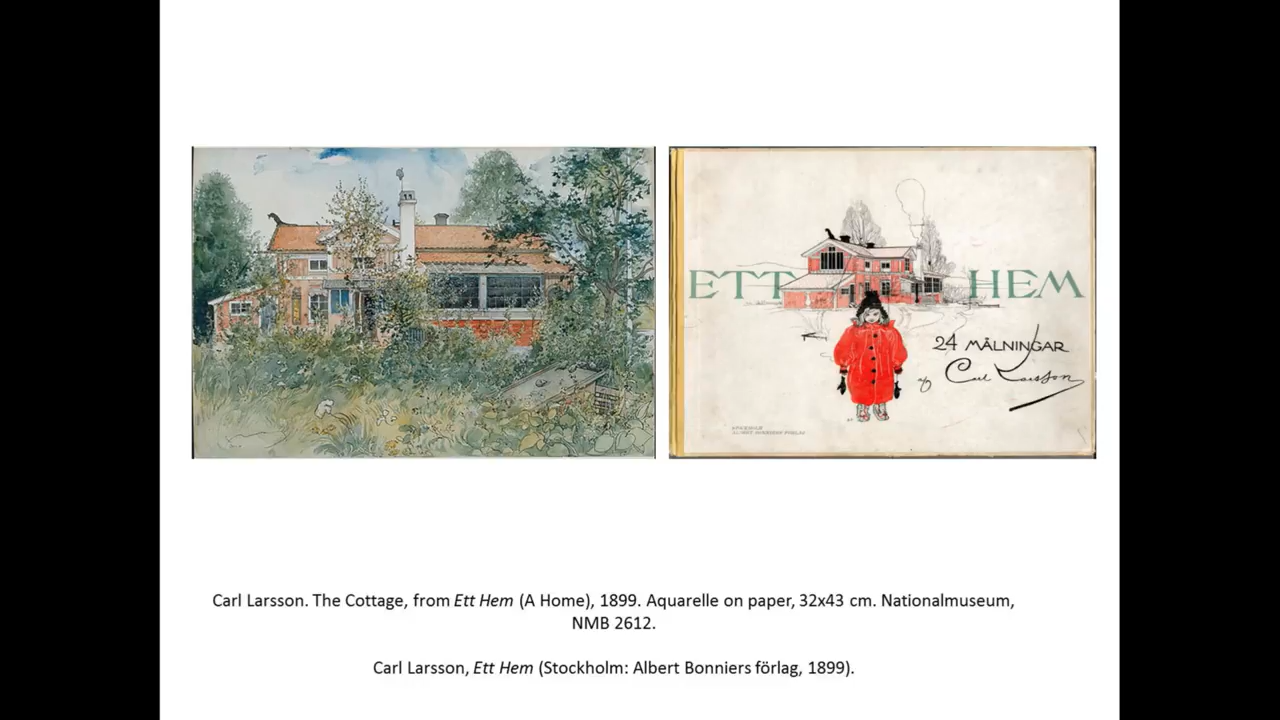 ETT HEM
24 MÅLNINGAR
af Carl Larsson
Carl Larsson. The Cottage, from Ett Hem (A Home), 1899. Aquarelle on paper, 32x43 cm. Nationalmuseum,
NMB 2612.
Carl Larsson, Ett Hem (Stockholm: Albert Bonniers förlag, 1899).